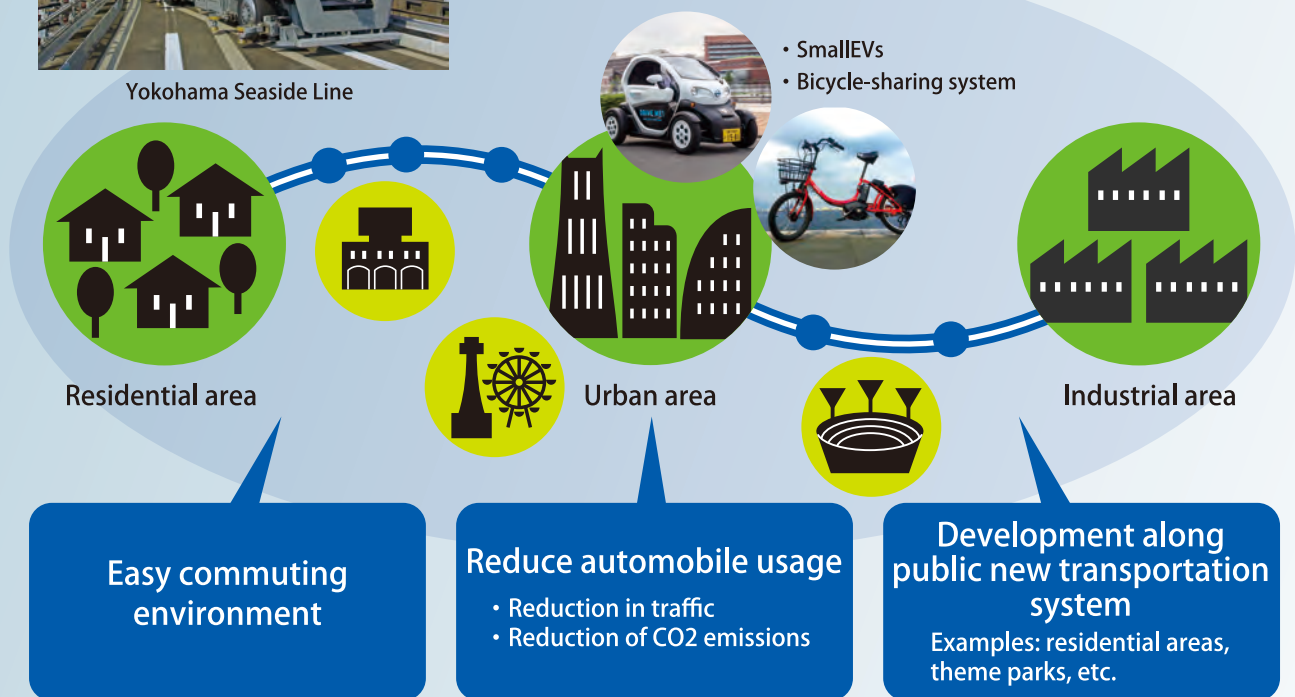 Yokohama Seaside Line
・SmallEVs
・Bicycle-sharing system
Residential area
Urban area
Industrial area
Easy commuting
environment
Reduce automobile usage
・Reduction in traffic
・Reduction of CO2 emissions
Development along
public new transportation
system
Examples: residential areas,
theme parks, etc.